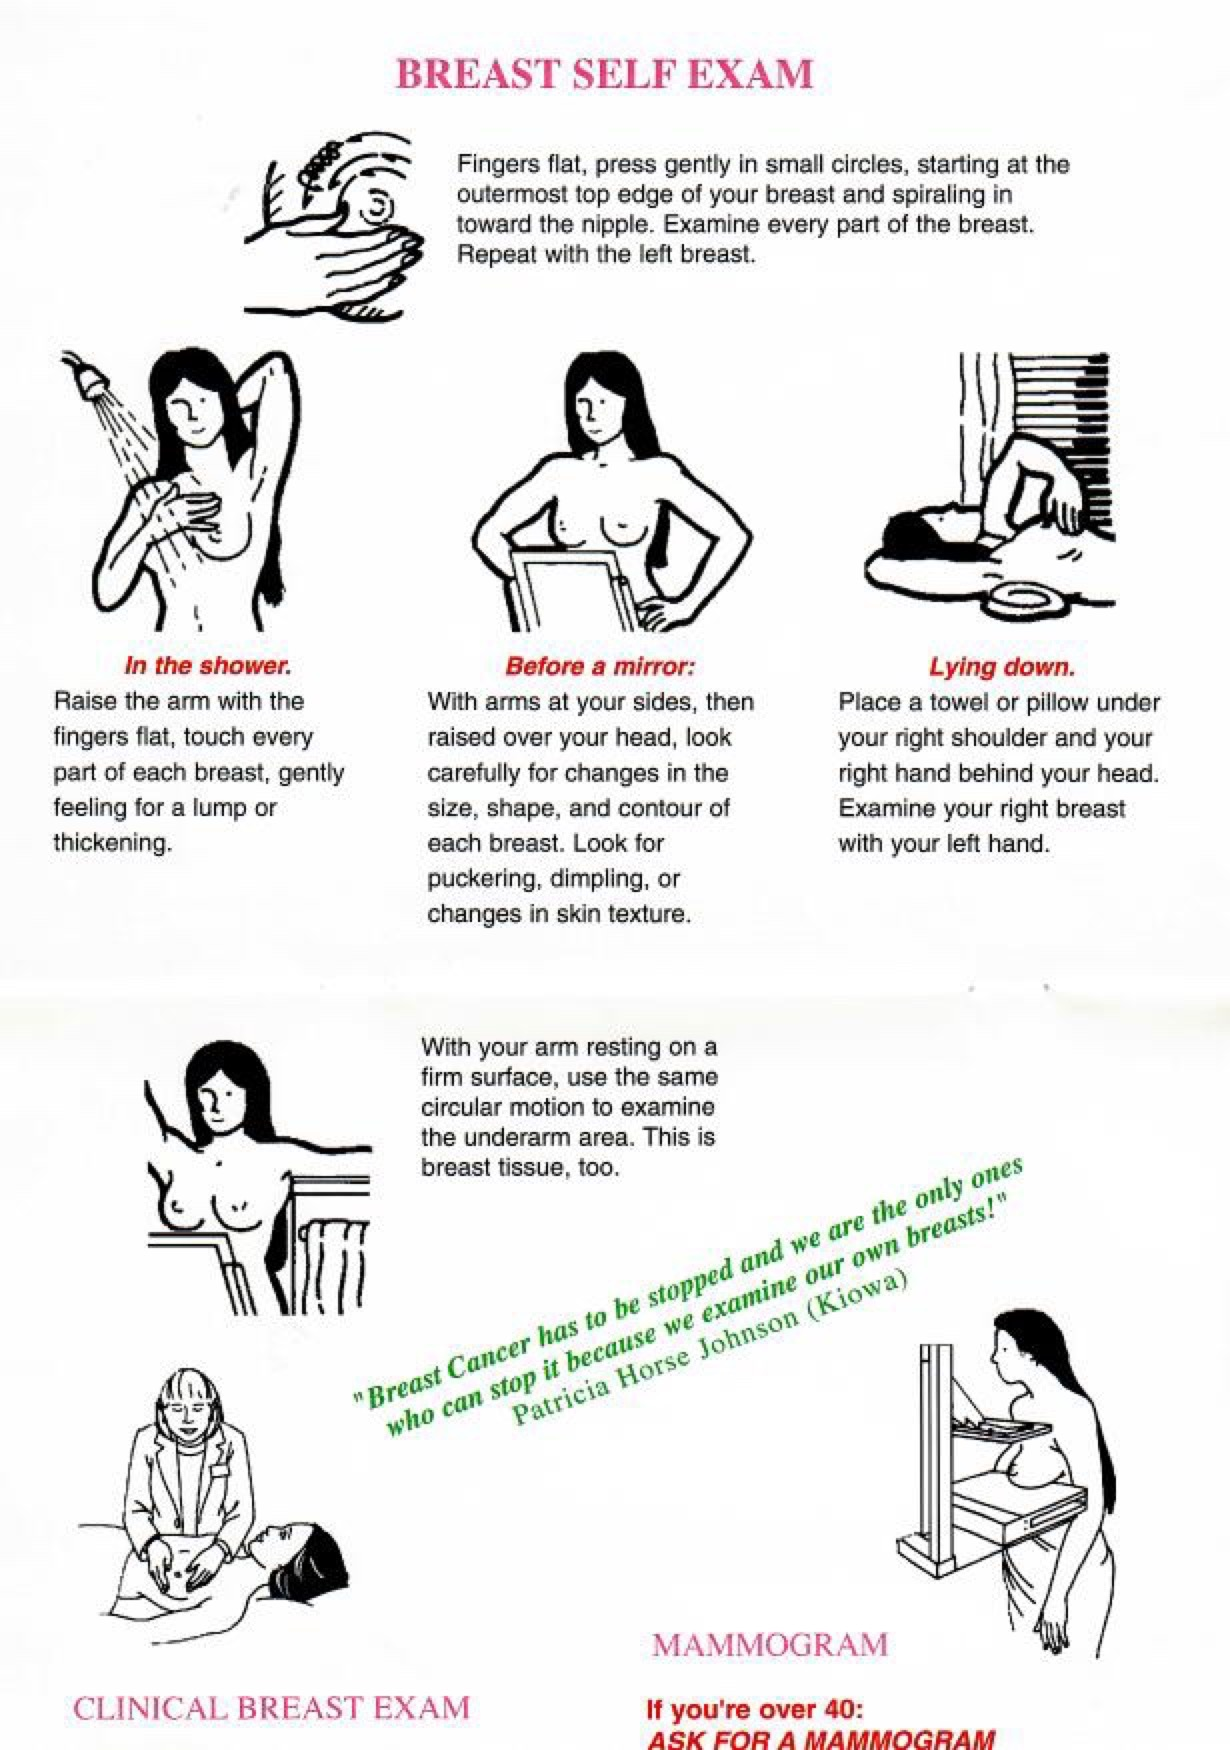 BREAST SELF EXAM
Fingers flat, press gently in small circles, starting at the
outermost top edge of your breast and spiraling in
toward the nipple. Examine every part of the breast.
Repeat with the left breast.
In the shower.
Raise the arm with the
fingers flat, touch every
part of each breast, gently
feeling for a lump or
thickening.
Before a mirror:
With arms at your sides, then
raised over your head, look
carefully for changes in the
size, shape, and contour of
each breast. Look for
puckering, dimpling, or
changes in skin texture.
Lying down.
Place a towel or pillow under
your right shoulder and your
right hand behind your head.
Examine your right breast
with your left hand.
With your arm resting on a
firm surface, use the same
circular motion to examine
the underarm area. This is
breast tissue, too.
"Breast Cancer has to be stopped and we are the only ones
who can stop it because we examine our own breasts!"
Patricia Horse Johnson (Kiowa)
CLINICAL BREAST EXAM
MAMMOGRAM
If you're over 40:
ASK FOR A MAMMOGRAM